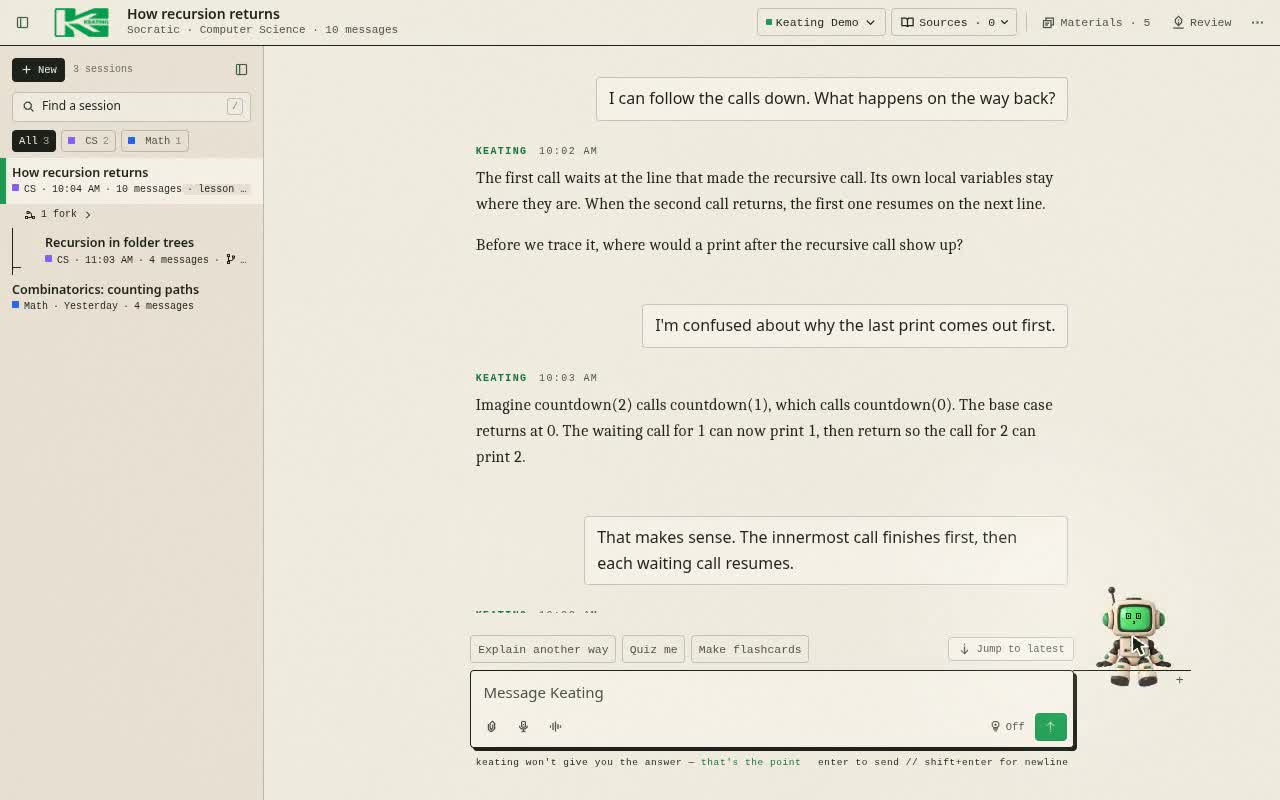 KEATING
How recursion returns
Socratic · Computer Science · 10 messages
Keating Demo
Sources · 0
Materials · 5
Review
+ New
3 sessions
Find a session
/
All 3
CS 2
Math 1
How recursion returns
CS · 10:04 AM · 10 messages · lesson …
1 fork
Recursion in folder trees
CS · 11:03 AM · 4 messages · …
Combinatorics: counting paths
Math · Yesterday · 4 messages
I can follow the calls down. What happens on the way back?
KEATING 10:02 AM
The first call waits at the line that made the recursive call. Its own local variables stay
where they are. When the second call returns, the first one resumes on the next line.
Before we trace it, where would a print after the recursive call show up?
I'm confused about why the last print comes out first.
KEATING 10:03 AM
Imagine countdown(2) calls countdown(1), which calls countdown(0). The base case
returns at 0. The waiting call for 1 can now print 1, then return so the call for 2 can
print 2.
That makes sense. The innermost call finishes first, then
each waiting call resumes.
Explain another way
Quiz me
Make flashcards
Jump to latest
Message Keating
Off
+
keating won't give you the answer — that's the point
enter to send // shift+enter for newline